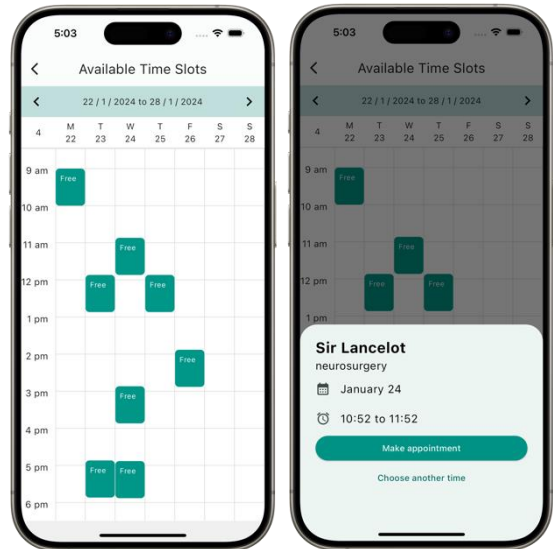 5:03
Available Time Slots
22 / 1 / 2024 to 28 / 1 / 2024
4 M T W T F S S
22 23 24 25 26 27 28
9 am
Free
10 am
11 am
Free
12 pm
Free Free
1 pm
2 pm
Free
3 pm
Free
4 pm
5 pm
Free Free
6 pm
5:03
Available Time Slots
22 / 1 / 2024 to 28 / 1 / 2024
4 M T W T F S S
22 23 24 25 26 27 28
9 am
Free
10 am
11 am
Free
12 pm
Free Free
1 pm
Sir Lancelot
neurosurgery
January 24
10:52 to 11:52
Make appointment
Choose another time